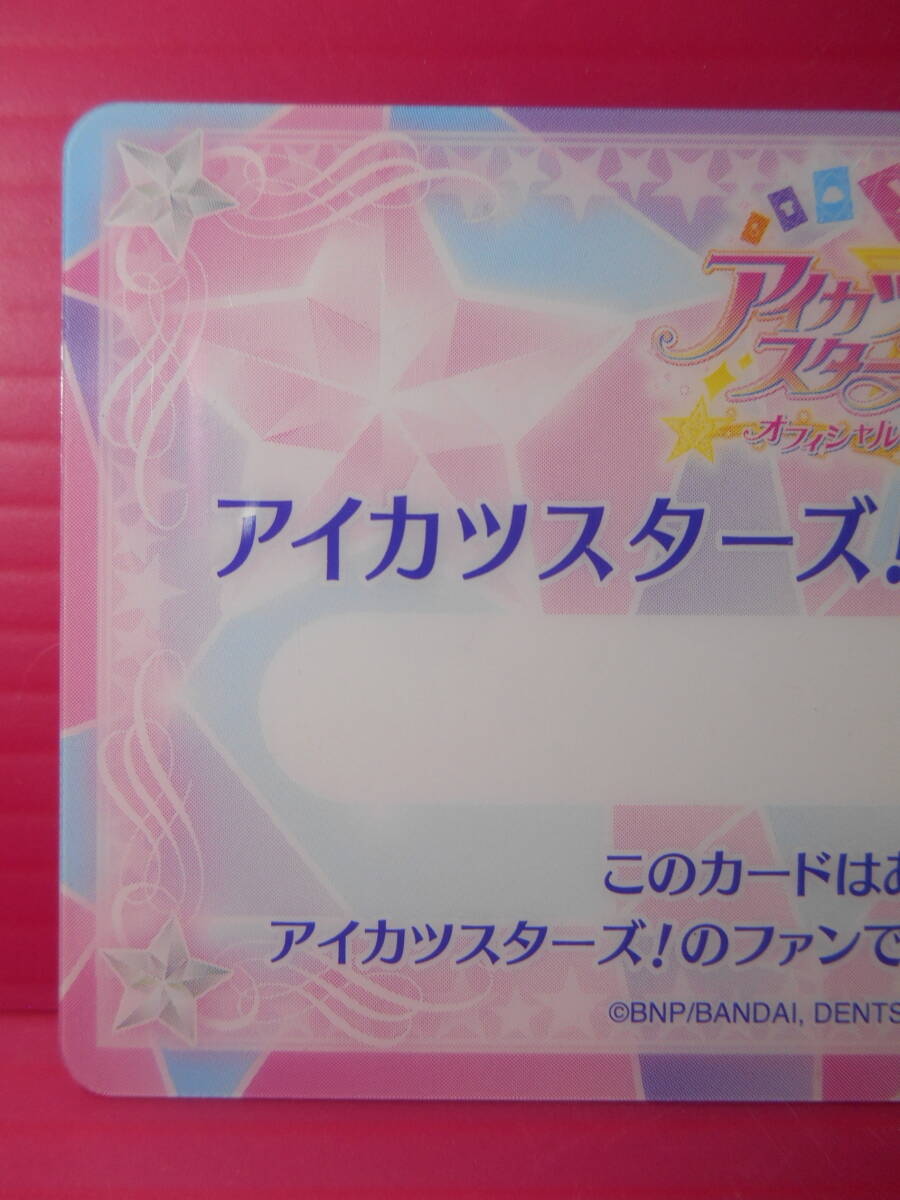 アイカツ
スター
オフィシャル
アイカツスターズ!
このカードはあ
アイカツスターズ!のファンで
©BNP/BANDAI, DENTS